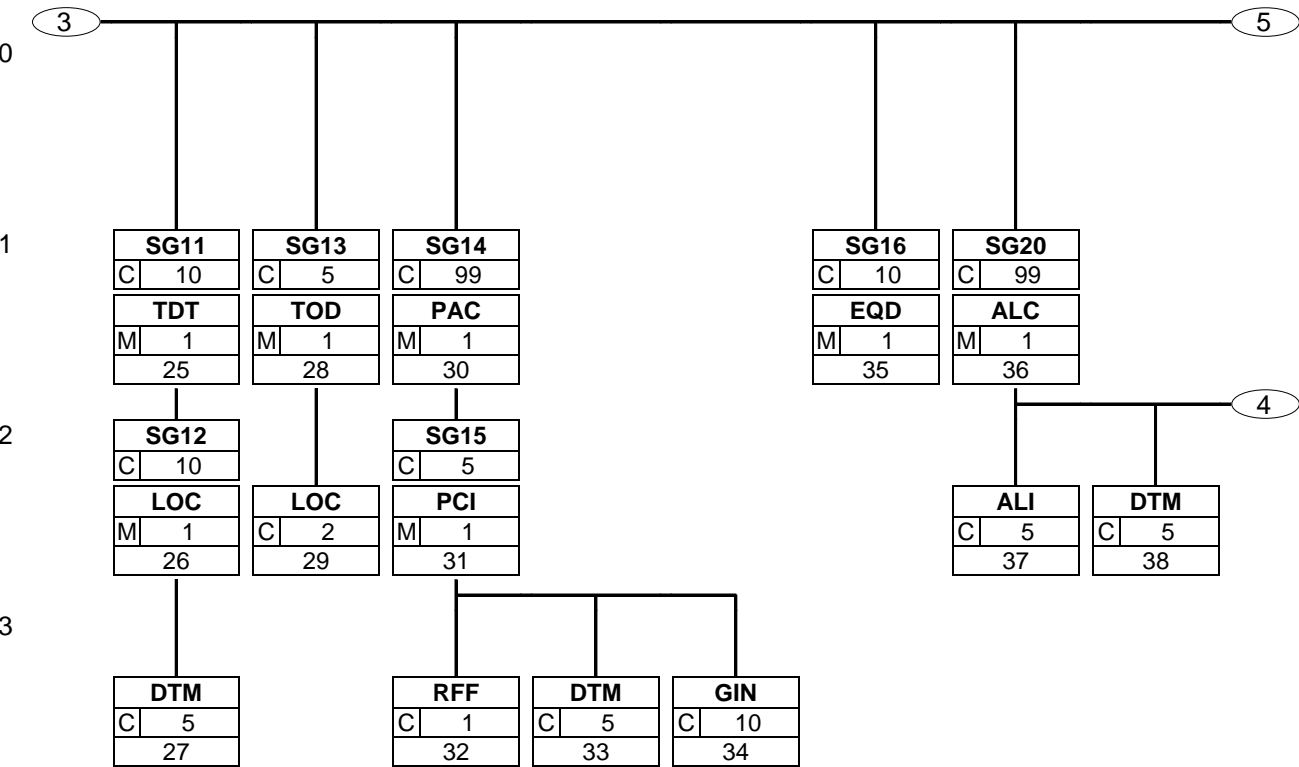 3 5
0
1
SG11 SG13 SG14 SG16 SG20
C 10 C 5 C 99 C 10 C 99
TDT TOD PAC EQD ALC
M 1 M 1 M 1 M 1 M 1
25 28 30 35 36
4
2
SG12 SG15
C 10 C 5
LOC LOC PCI ALI DTM
M 1 C 2 M 1 C 5 C 5
26 29 31 37 38
3
DTM RFF DTM GIN
C 5 C 1 C 5 C 10
27 32 33 34